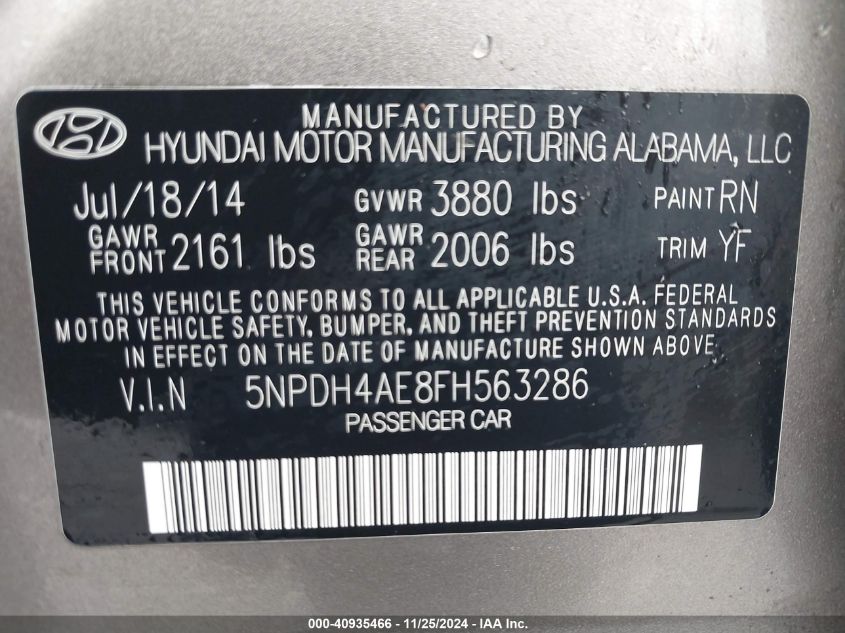 MANUFACTURED BY
HYUNDAI MOTOR MANUFACTURING ALABAMA, LLC
Jul/18/14 GVWR 3880 lbs PAINT RN
GAWR FRONT 2161 lbs GAWR REAR 2006 lbs TRIM YF
THIS VEHICLE CONFORMS TO ALL APPLICABLE U.S.A. FEDERAL
MOTOR VEHICLE SAFETY, BUMPER, AND THEFT PREVENTION STANDARDS
IN EFFECT ON THE DATE OF MANUFACTURE SHOWN ABOVE.
V.I.N 5NPDH4AE8FH563286
PASSENGER CAR
000-40935466 - 11/25/2024 - IAA, Inc.